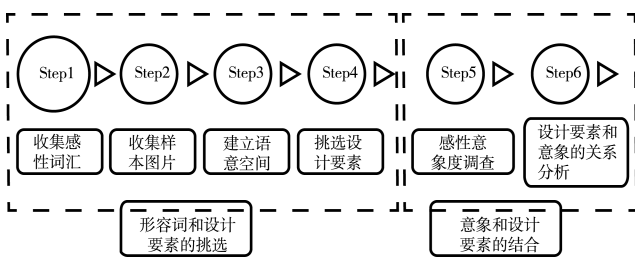 Step1
Step2
Step3
Step4
Step5
Step6
收集感
性词汇
收集样
本图片
建立语
意空间
挑选设
计要素
感性意
象度调查
设计要素和
意象的关系
分析
形容词和设计
要素的挑选
意象和设计
要素的结合